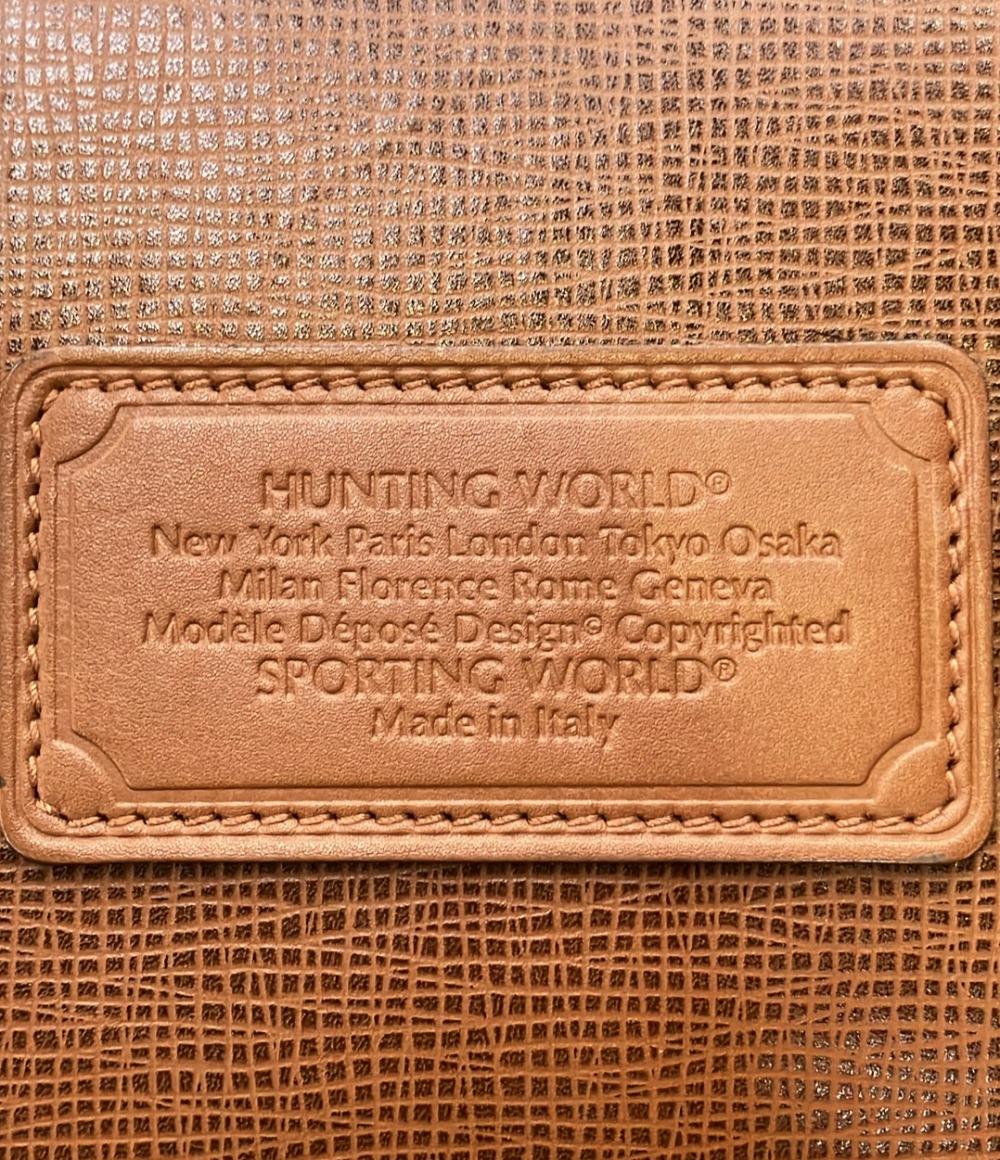 HUNTING WORLD®
New York Paris London Tokyo Osaka
Milan Florence Rome Geneva
Modèle Déposé Design© Copyrighted
SPORTING WORLD®
Made in Italy